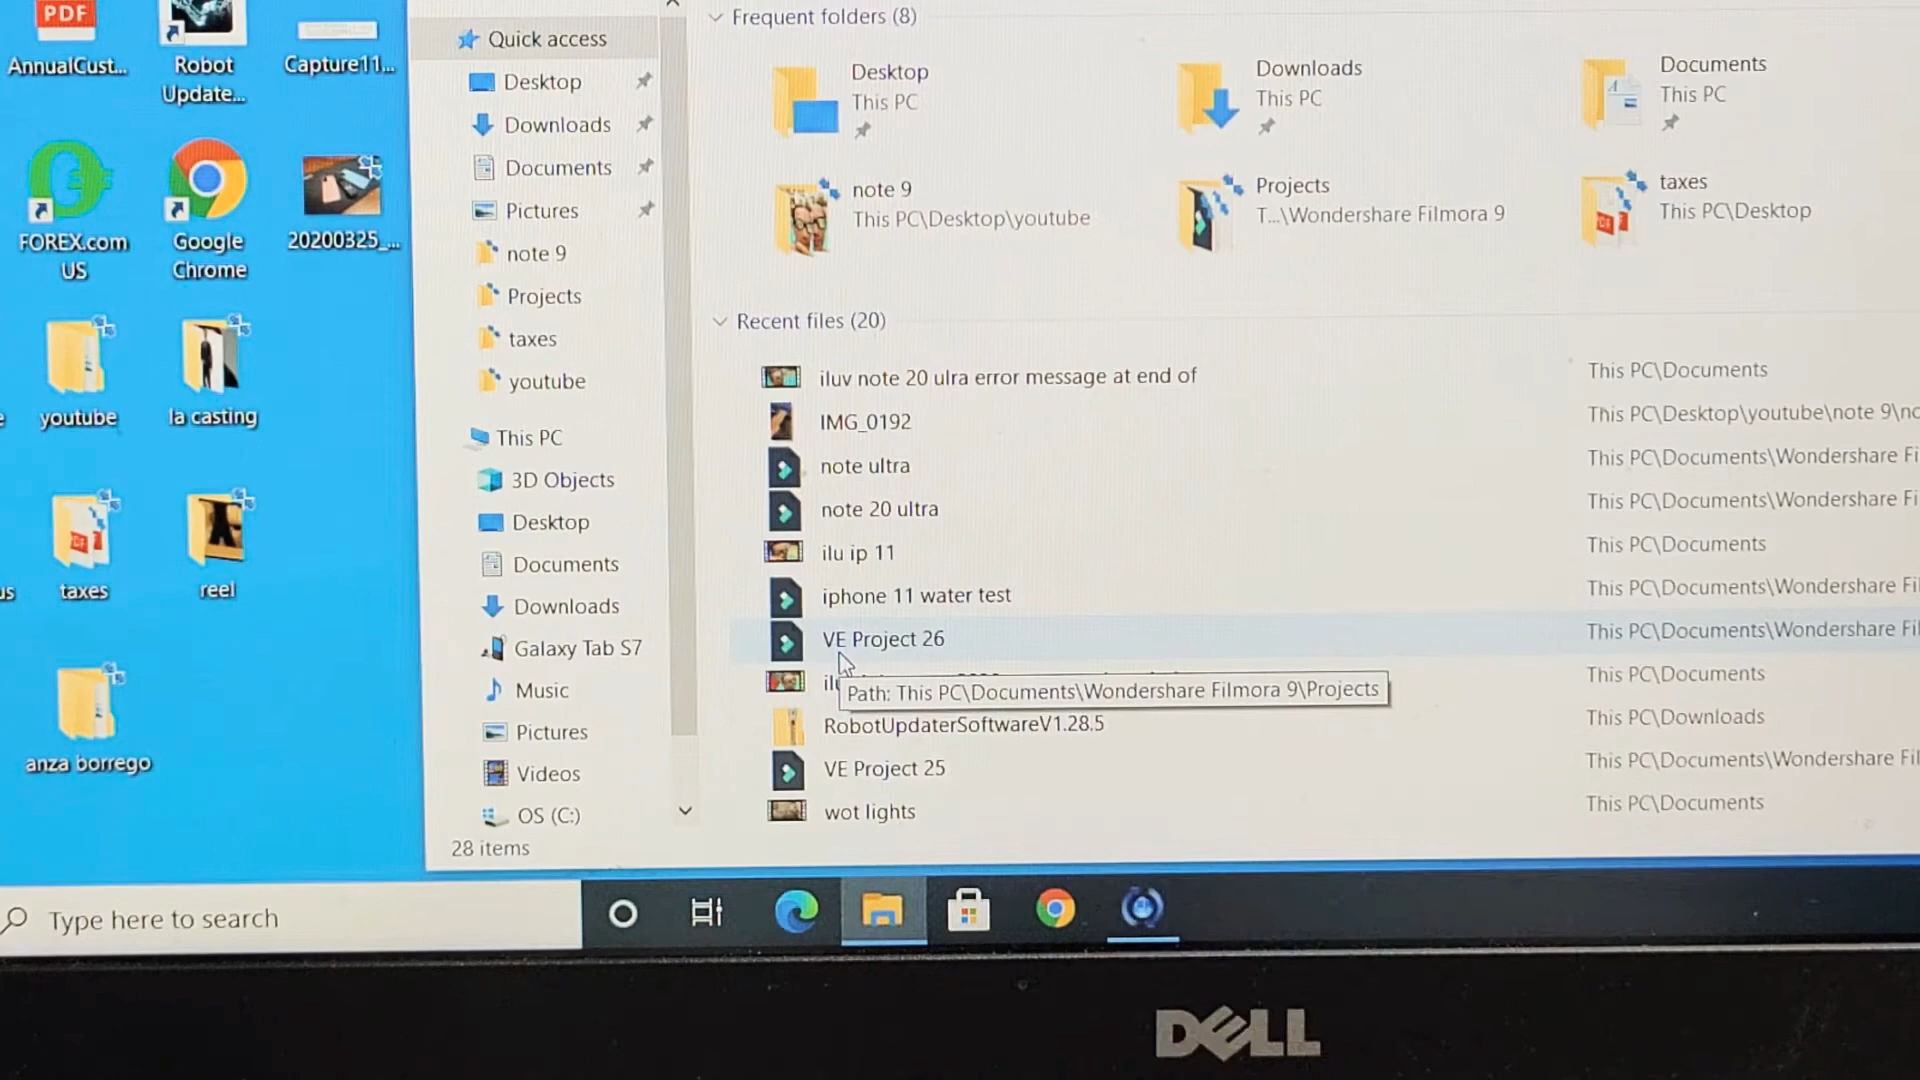 AnnualCust...
Robot
Update...
Capture11...
FOREX.com
US
Google
Chrome
20200325_...
youtube
la casting
us
taxes
reel
anza borrego
Quick access
Desktop
Downloads
Documents
Pictures
note 9
Projects
taxes
youtube
This PC
3D Objects
Desktop
Documents
Downloads
Galaxy Tab S7
Music
Pictures
Videos
OS (C:)
28 items
Frequent folders (8)
Desktop
This PC
Downloads
This PC
Documents
This PC
note 9
This PC\Desktop\youtube
Projects
T...\Wondershare Filmora 9
taxes
This PC\Desktop
Recent files (20)
iluv note 20 ulra error message at end of
This PC\Documents
IMG_0192
This PC\Desktop\youtube\note 9\no
note ultra
This PC\Documents\Wondershare Fi
note 20 ultra
This PC\Documents\Wondershare Fi
ilu ip 11
This PC\Documents
iphone 11 water test
This PC\Documents\Wondershare Fil
VE Project 26
This PC\Documents\Wondershare Fil
Path: This PC\Documents\Wondershare Filmora 9\Projects
This PC\Documents
RobotUpdaterSoftwareV1.28.5
This PC\Downloads
VE Project 25
This PC\Documents\Wondershare Fil
wot lights
This PC\Documents
Type here to search
DELL
PDF